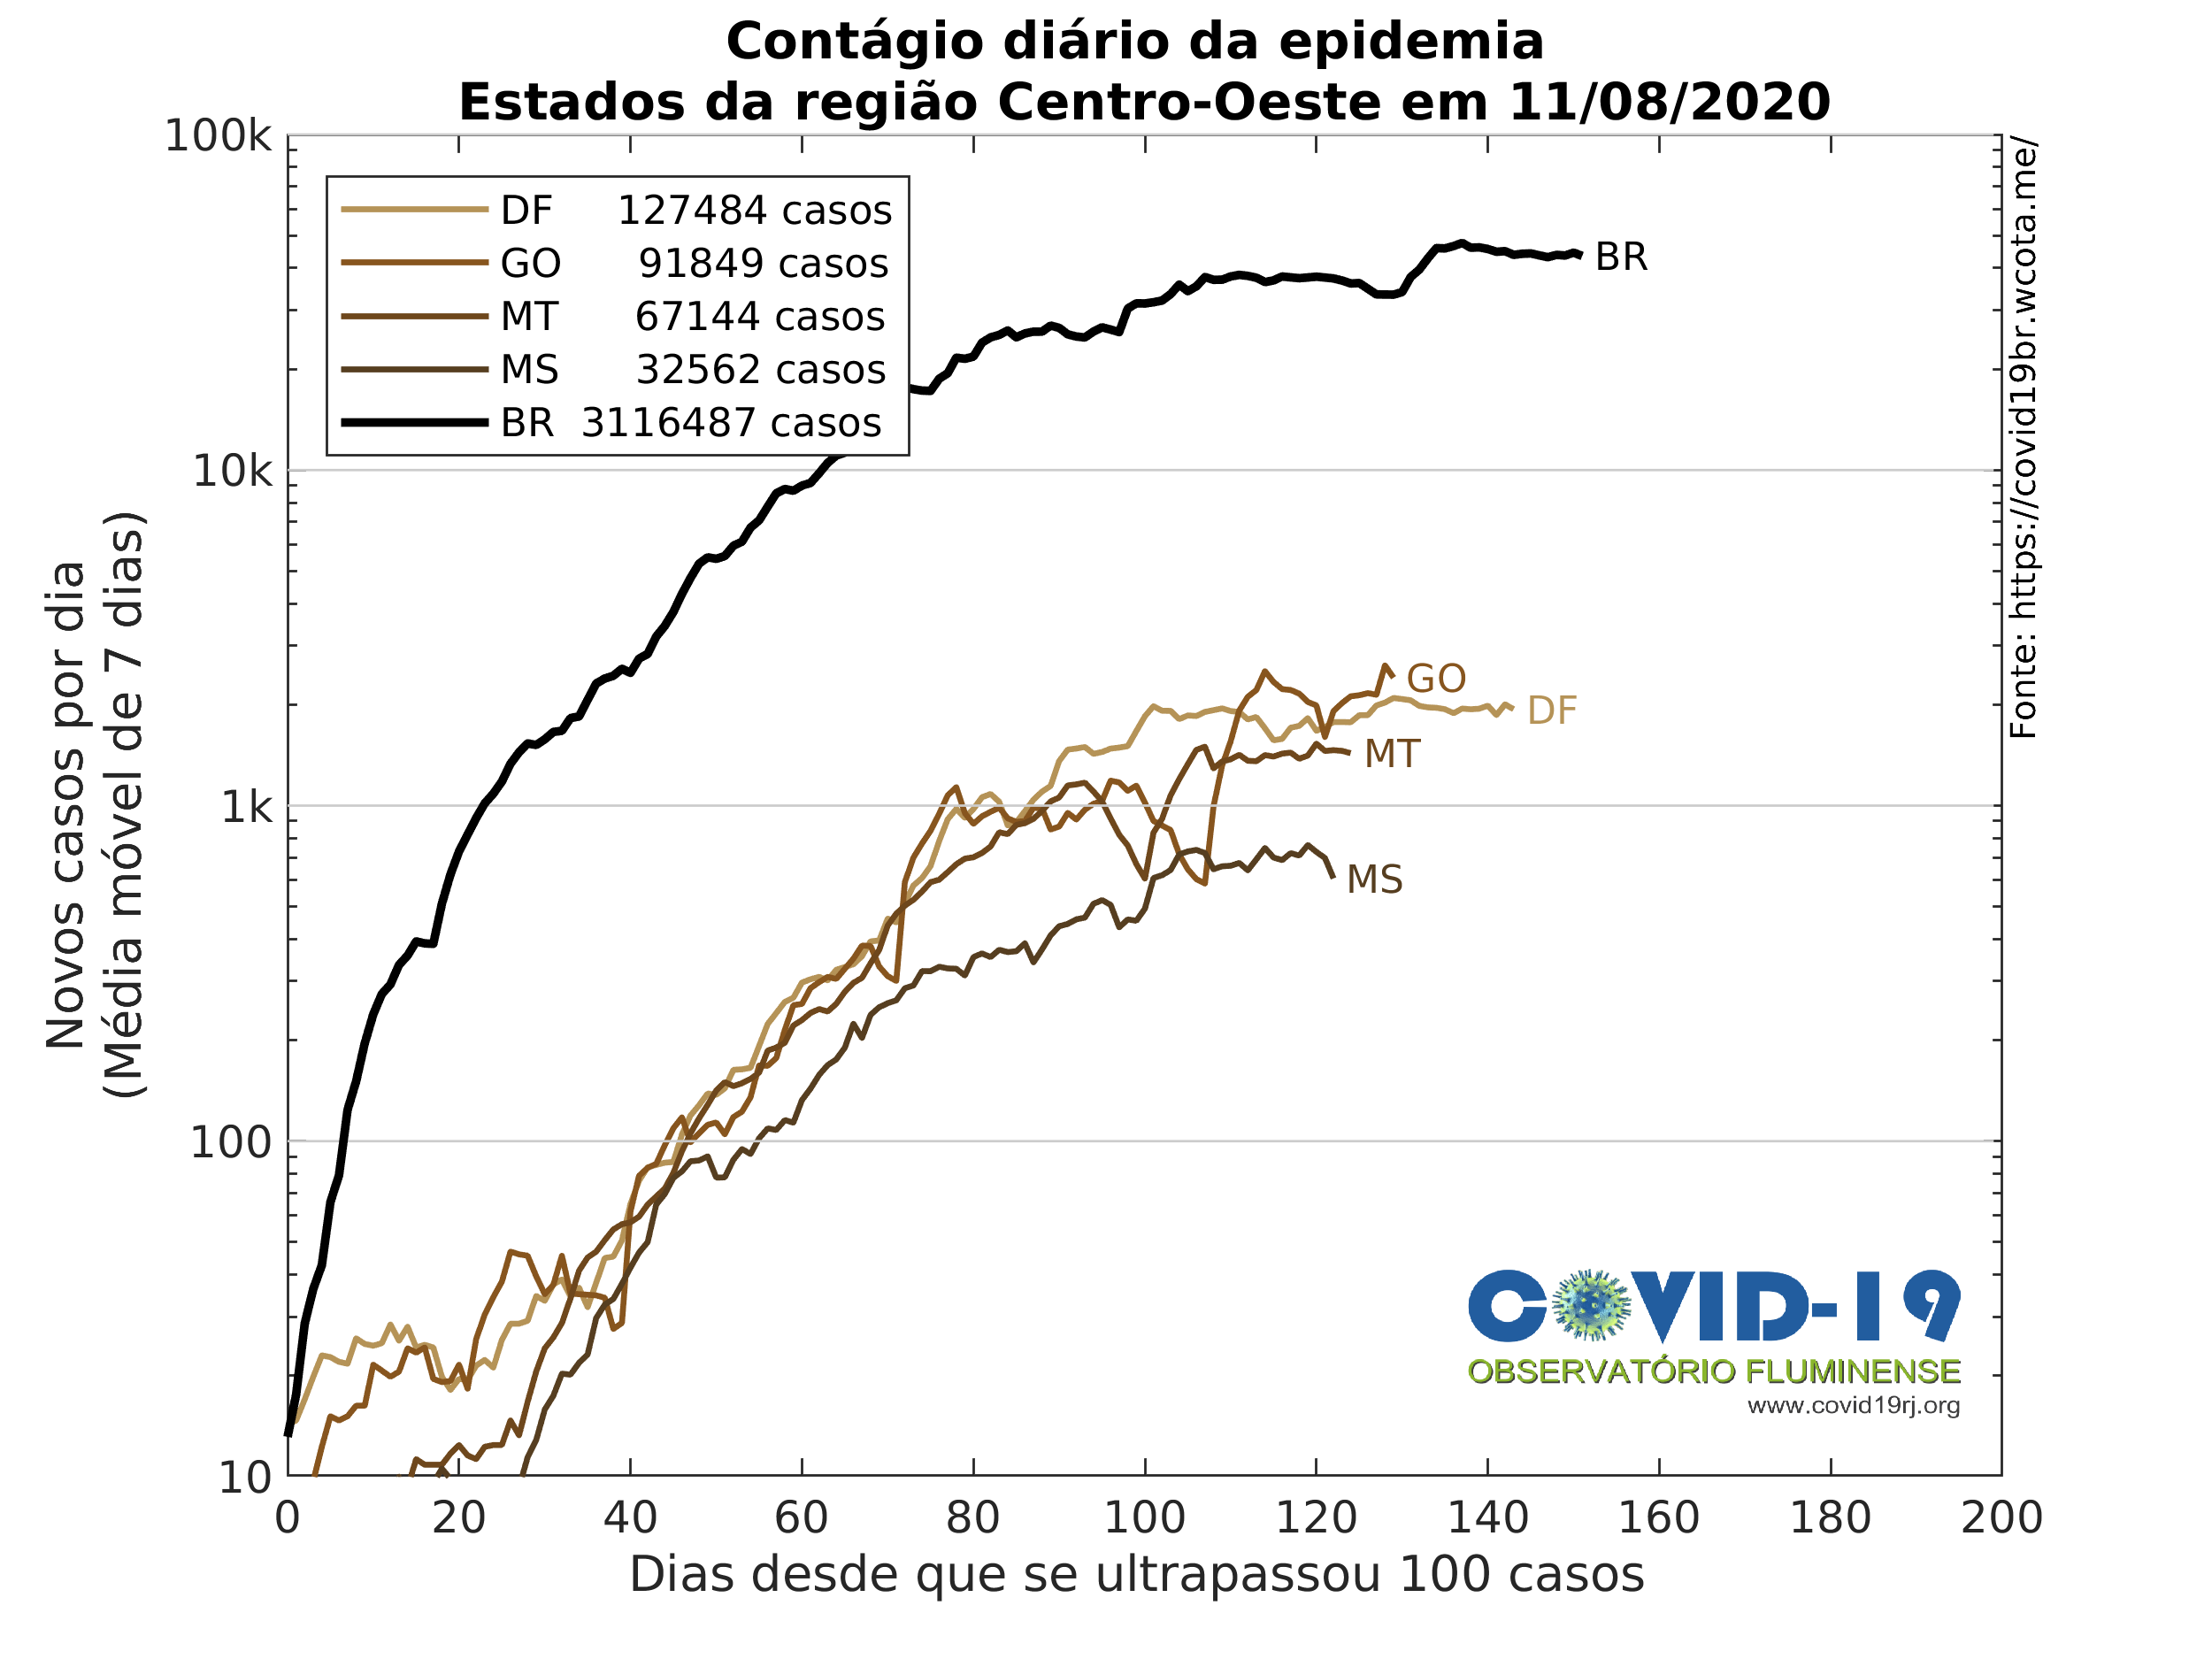 Contágio diário da epidemia
Estados da região Centro-Oeste em 11/08/2020
100k
10k
1k
100
10
Novos casos por dia
(Média móvel de 7 dias)
DF 127484 casos
GO 91849 casos
MT 67144 casos
MS 32562 casos
BR 3116487 casos
BR
GO
DF
MT
MS
Fonte: https://covid19br.wcota.me/
COVID-19
OBSERVATÓRIO FLUMINENSE
www.covid19rj.org
0 20 40 60 80 100 120 140 160 180 200
Dias desde que se ultrapassou 100 casos